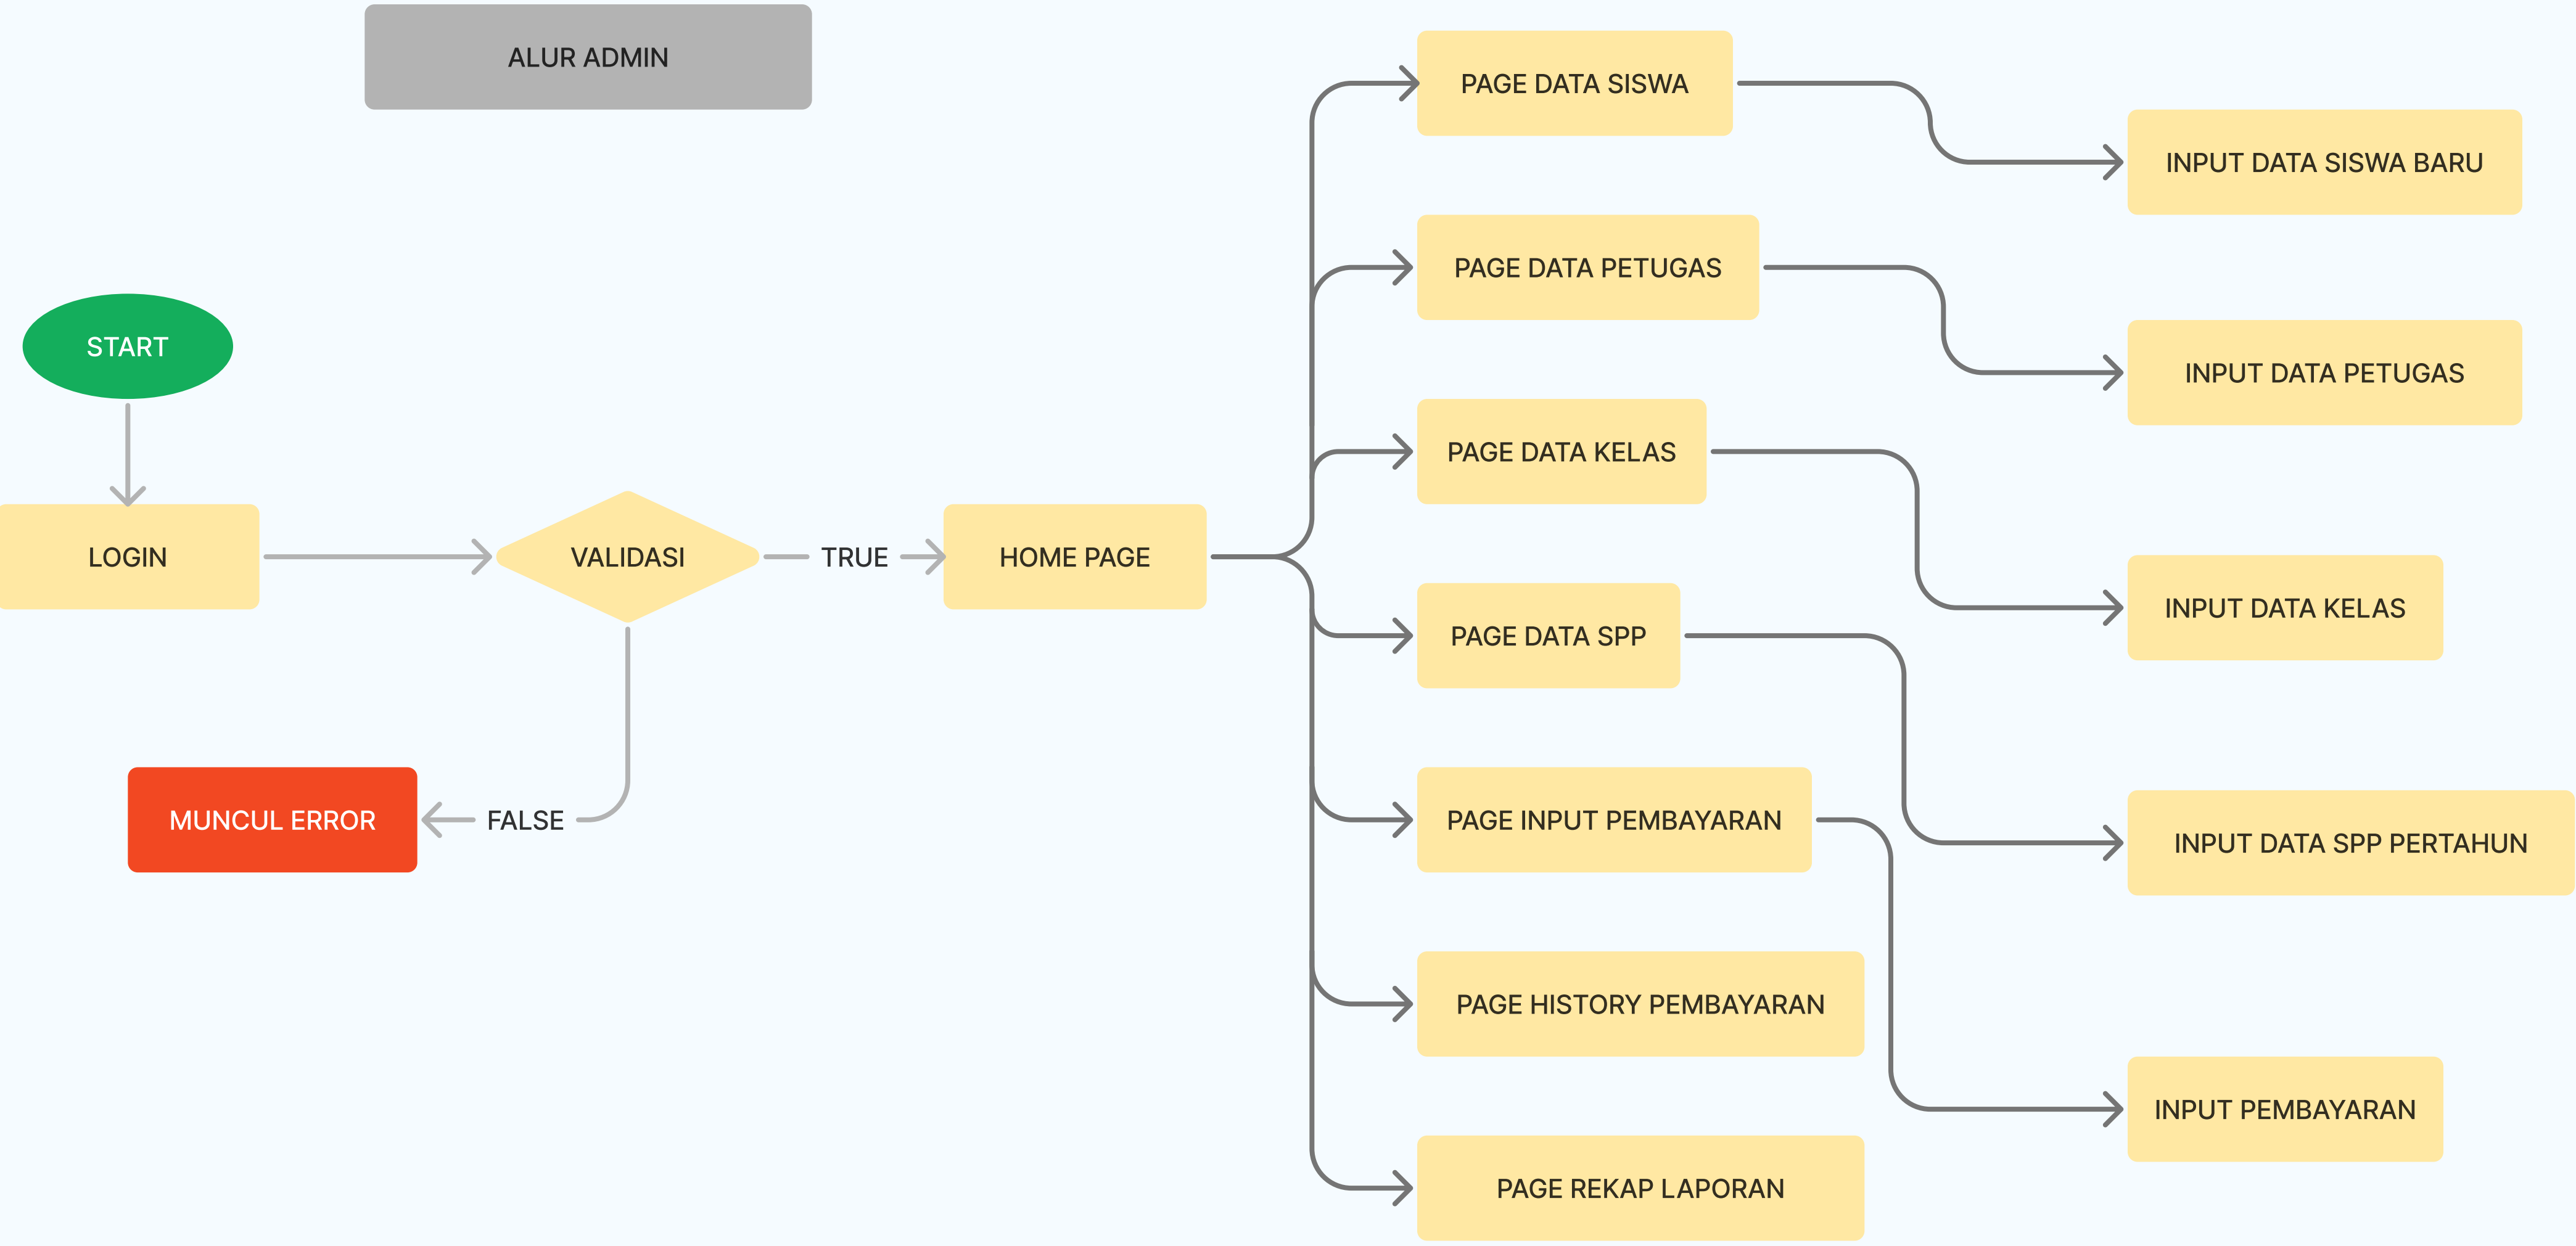 ALUR ADMIN
START
LOGIN
VALIDASI
TRUE
HOME PAGE
FALSE
MUNCUL ERROR
PAGE DATA SISWA
PAGE DATA PETUGAS
PAGE DATA KELAS
PAGE DATA SPP
PAGE INPUT PEMBAYARAN
PAGE HISTORY PEMBAYARAN
PAGE REKAP LAPORAN
INPUT DATA SISWA BARU
INPUT DATA PETUGAS
INPUT DATA KELAS
INPUT DATA SPP PERTAHUN
INPUT PEMBAYARAN